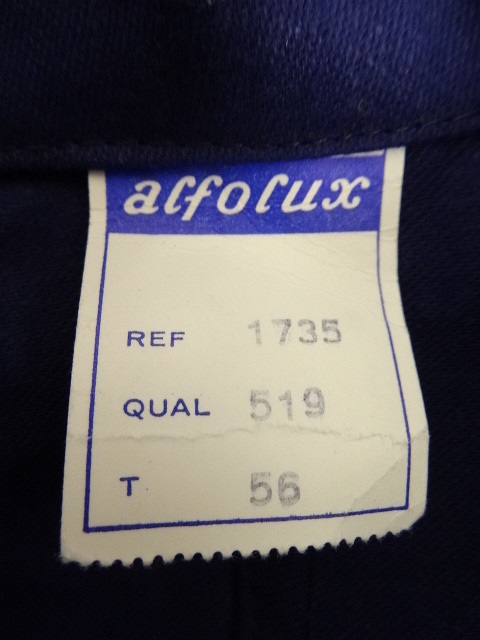 alfolux
REF 1735
QUAL 519
T 56